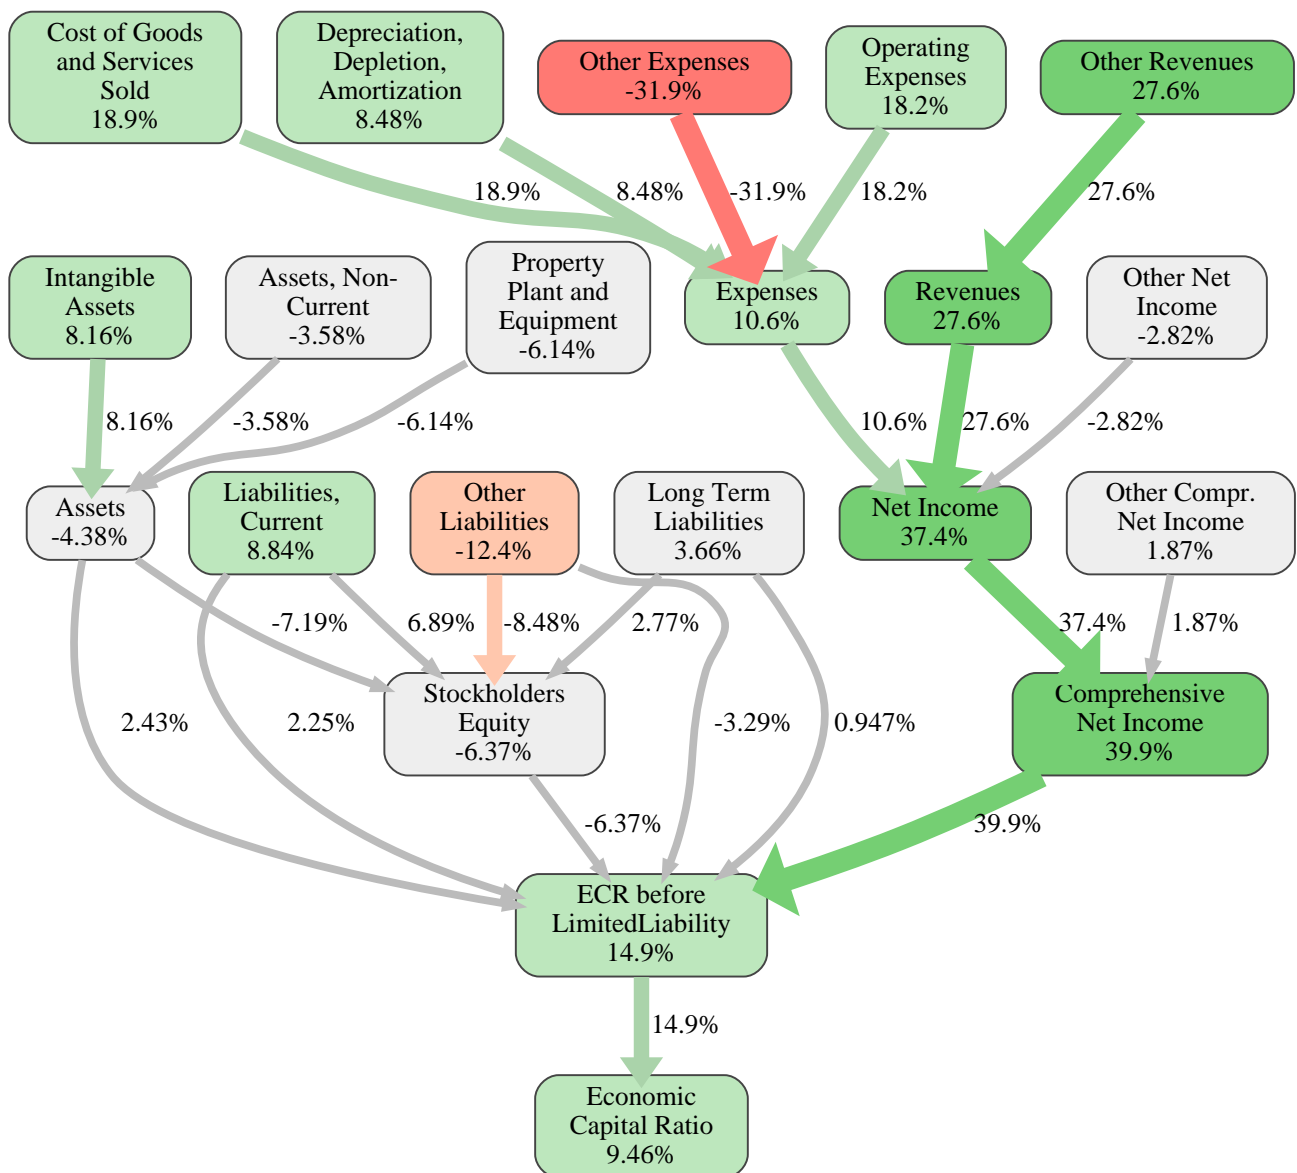 Cost of Goods
and Services
Sold
18.9%
Depreciation,
Depletion,
Amortization
8.48%
Other Expenses
-31.9%
Operating
Expenses
18.2%
Other Revenues
27.6%
18.9%
8.48%
-31.9%
18.2%
27.6%
Intangible
Assets
8.16%
Assets, Non-
Current
-3.58%
Property
Plant and
Equipment
-6.14%
Expenses
10.6%
Revenues
27.6%
Other Net
Income
-2.82%
8.16%
-3.58%
-6.14%
10.6%
27.6%
-2.82%
Assets
-4.38%
Liabilities,
Current
8.84%
Other
Liabilities
-12.4%
Long Term
Liabilities
3.66%
Net Income
37.4%
Other Compr.
Net Income
1.87%
-7.19%
6.89%
-8.48%
2.77%
37.4%
1.87%
2.43%
2.25%
Stockholders
Equity
-6.37%
-3.29%
0.947%
Comprehensive
Net Income
39.9%
-6.37%
39.9%
ECR before
LimitedLiability
14.9%
14.9%
Economic
Capital Ratio
9.46%